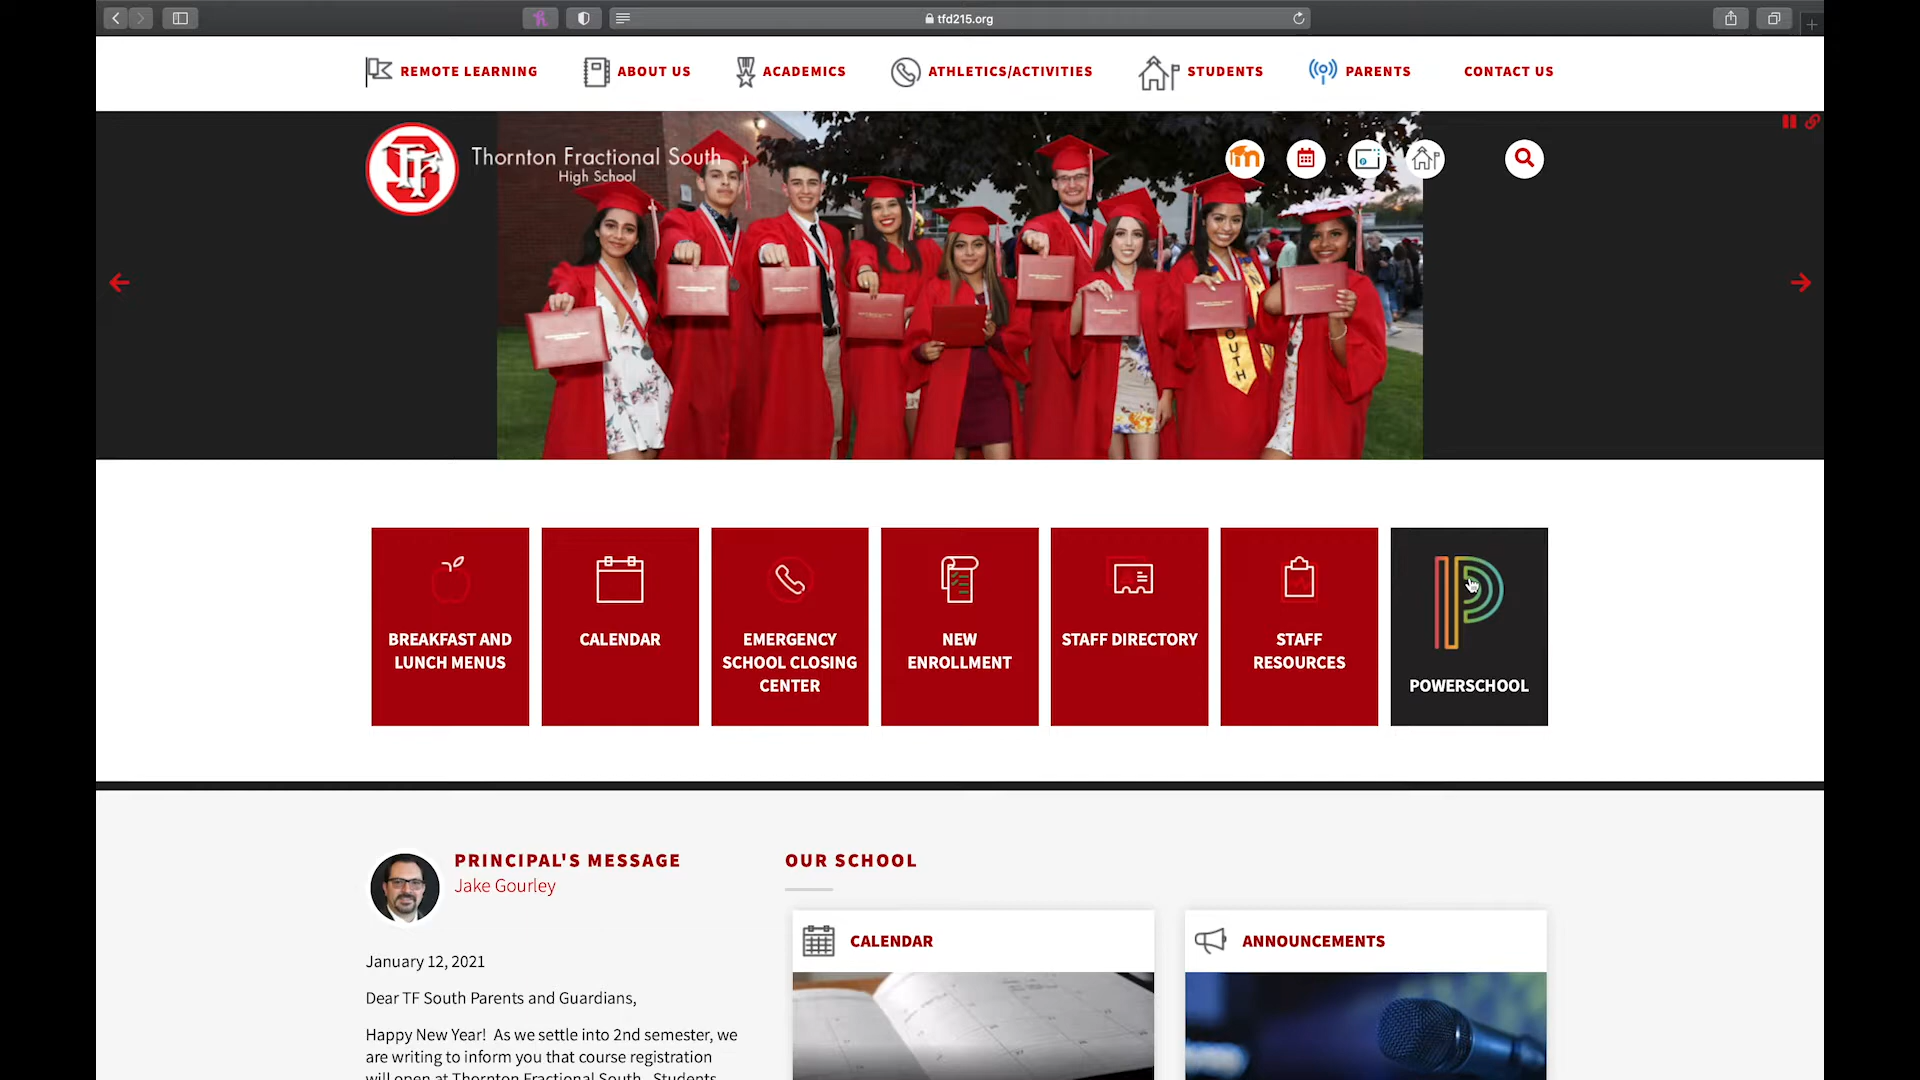 tfd215.org
REMOTE LEARNING
ABOUT US
ACADEMICS
ATHLETICS/ACTIVITIES
STUDENTS
PARENTS
CONTACT US
Thornton Fractional South
High School
BREAKFAST AND
LUNCH MENUS
CALENDAR
EMERGENCY
SCHOOL CLOSING
CENTER
NEW
ENROLLMENT
STAFF DIRECTORY
STAFF
RESOURCES
POWERSCHOOL
PRINCIPAL'S MESSAGE
Jake Gourley
January 12, 2021
Dear TF South Parents and Guardians,
Happy New Year! As we settle into 2nd semester, we
are writing to inform you that course registration
will open at Thornton Fractional South. Students
OUR SCHOOL
CALENDAR
ANNOUNCEMENTS